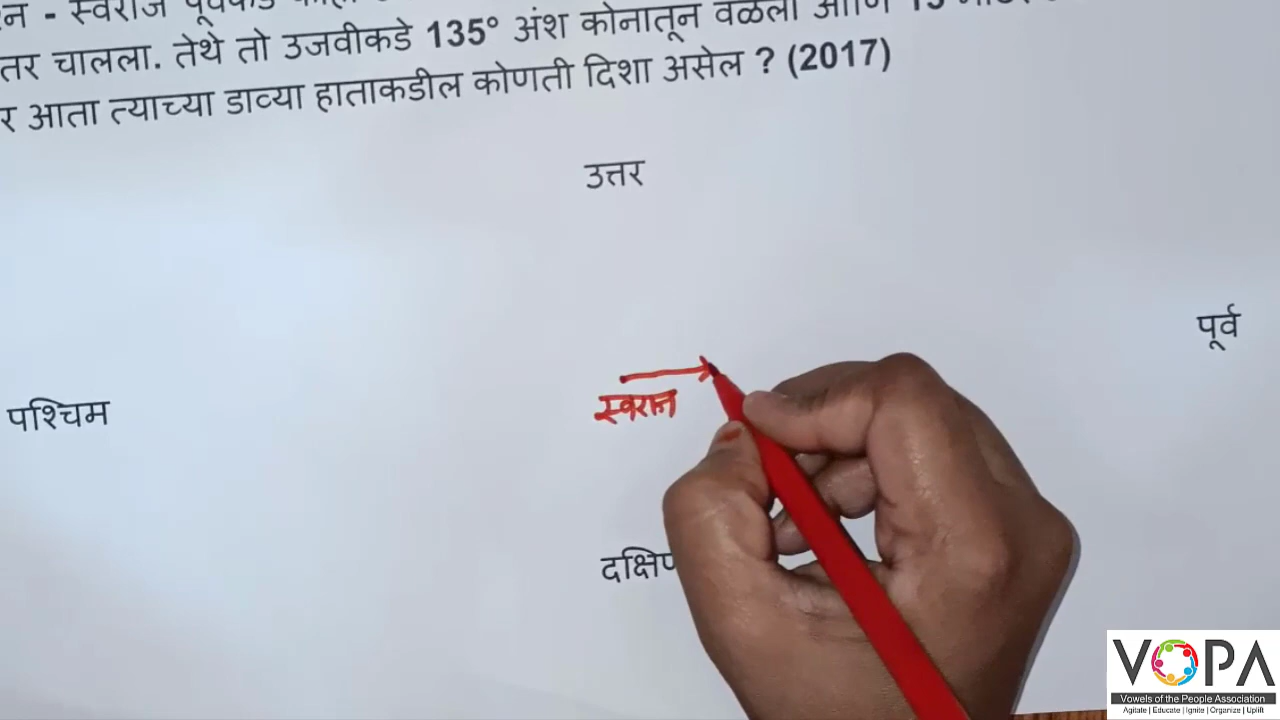 न - स्वराज पूर्वेकडे
तर चालला. तेथे तो उजवीकडे 135° अंश कोनातून वळला आणि 15
र आता त्याच्या डाव्या हाताकडील कोणती दिशा असेल ? (2017)
उत्तर
पूर्व
पश्चिम
स्वराज
दक्षिण
VOPA
Vowels of the People Association
Agitate | Educate | Ignite | Organize | Uplift